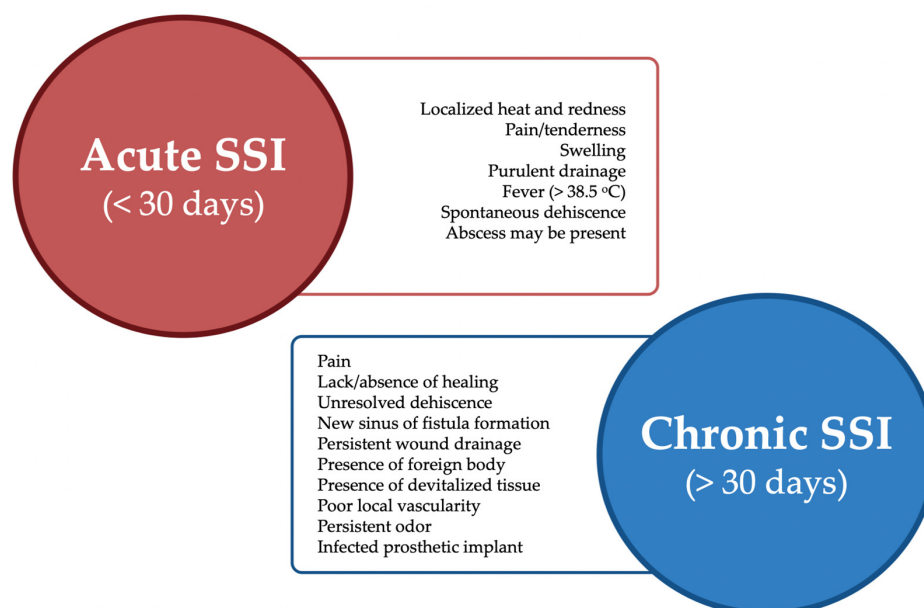 Acute SSI
(< 30 days)
Localized heat and redness
Pain/tenderness
Swelling
Purulent drainage
Fever (> 38.5 ºC)
Spontaneous dehiscence
Abscess may be present
Pain
Lack/absence of healing
Unresolved dehiscence
New sinus of fistula formation
Persistent wound drainage
Presence of foreign body
Presence of devitalized tissue
Poor local vascularity
Persistent odor
Infected prosthetic implant
Chronic SSI
(> 30 days)